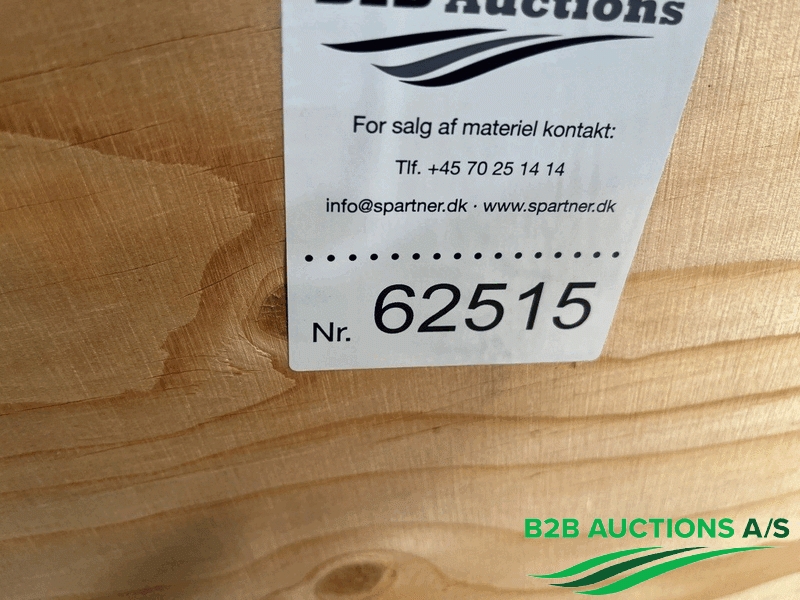 B2B Auctions
For salg af materiel kontakt:
Tlf. +45 70 25 14 14
info@spartner.dk · www.spartner.dk
Nr. 62515
B2B AUCTIONS A/S